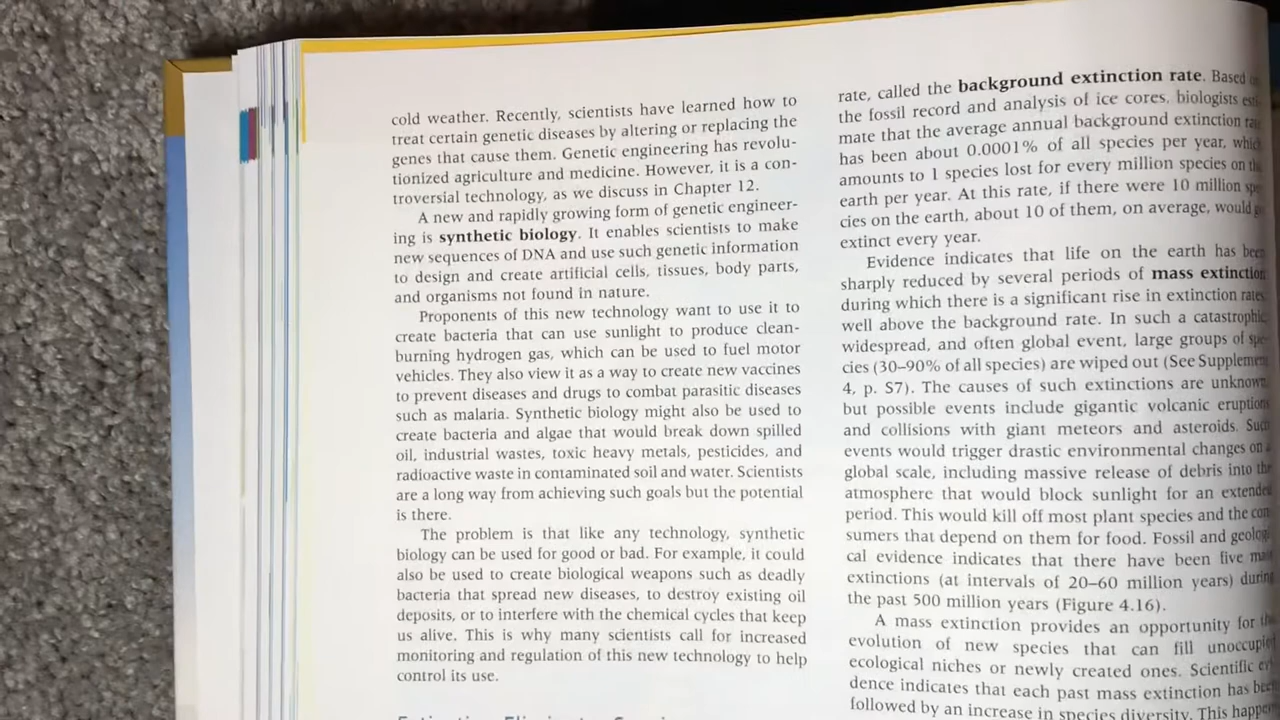 cold weather. Recently, scientists have learned how to
treat certain genetic diseases by altering or replacing the
genes that cause them. Genetic engineering has revolu-
tionized agriculture and medicine. However, it is a con-
troversial technology, as we discuss in Chapter 12.
A new and rapidly growing form of genetic engineer-
ing is synthetic biology. It enables scientists to make
new sequences of DNA and use such genetic information
to design and create artificial cells, tissues, body parts,
and organisms not found in nature.
Proponents of this new technology want to use it to
create bacteria that can use sunlight to produce clean-
burning hydrogen gas, which can be used to fuel motor
vehicles. They also view it as a way to create new vaccines
to prevent diseases and drugs to combat parasitic diseases
such as malaria. Synthetic biology might also be used to
create bacteria and algae that would break down spilled
oil, industrial wastes, toxic heavy metals, pesticides, and
radioactive waste in contaminated soil and water. Scientists
are a long way from achieving such goals but the potential
is there.
The problem is that like any technology, synthetic
biology can be used for good or bad. For example, it could
also be used to create biological weapons such as deadly
bacteria that spread new diseases, to destroy existing oil
deposits, or to interfere with the chemical cycles that keep
us alive. This is why many scientists call for increased
monitoring and regulation of this new technology to help
control its use.
rate, called the background extinction rate. Based
the fossil record and analysis of ice cores, biologists
mate that the average annual background extinction
has been about 0.0001% of all species per year,
amounts to 1 species lost for every million species on
earth per year. At this rate, if there were 10 million
cies on the earth, about 10 of them, on average, would
extinct every year.
Evidence indicates that life on the earth has
sharply reduced by several periods of mass extinction
during which there is a significant rise in extinction rates
well above the background rate. In such a catastrophic,
widespread, and often global event, large groups of
cies (30–90% of all species) are wiped out (See
4, p. S7). The causes of such extinctions are unknown
but possible events include gigantic volcanic eruptions
and collisions with giant meteors and asteroids. Such
events would trigger drastic environmental changes on
global scale, including massive release of debris into the
atmosphere that would block sunlight for an
period. This would kill off most plant species and the
sumers that depend on them for food. Fossil and
cal evidence indicates that there have been five
extinctions (at intervals of 20–60 million years) during
the past 500 million years (Figure 4.16).
A mass extinction provides an opportunity for
evolution of new species that can fill
ecological niches or newly created ones. Scientific
dence indicates that each past mass extinction has
followed by an increase in species diversity. This